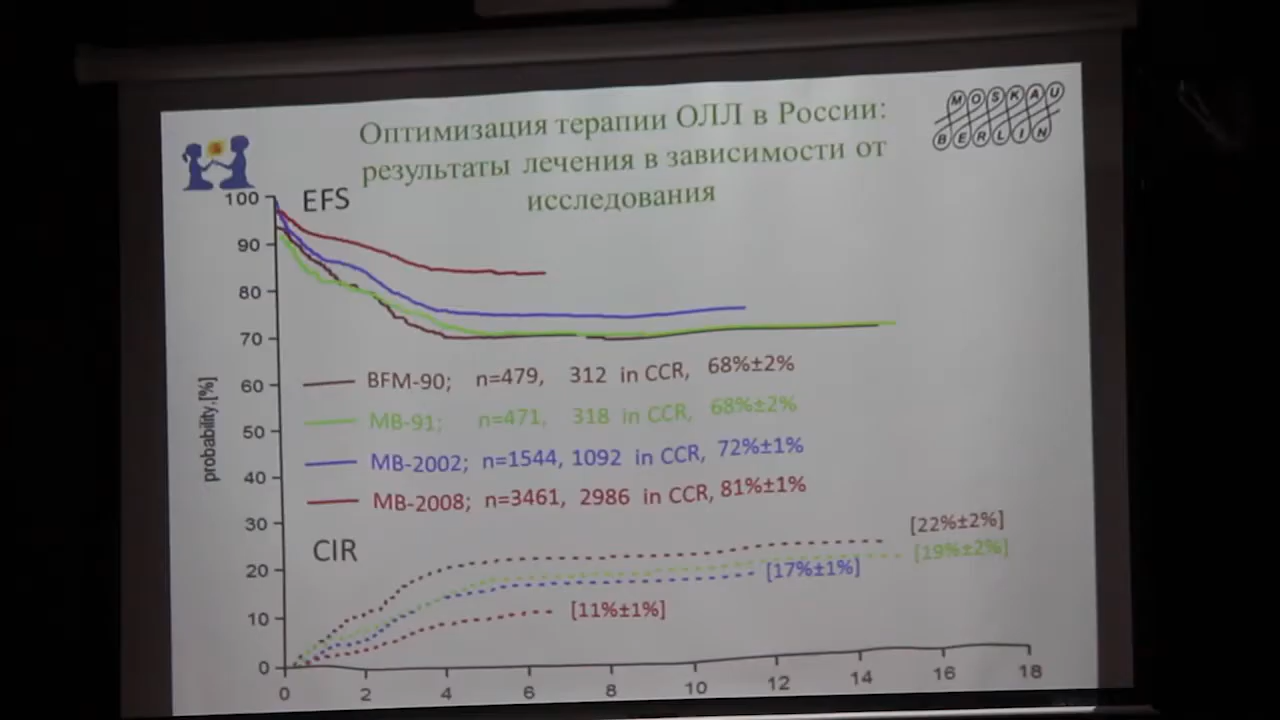 Оптимизация терапии ОЛЛ в России:
результаты лечения в зависимости от
исследования
MOSKAU
BERLIN
EFS
100
90
80
70
60
50
40
30
20
10
0
probability,[%]
BFM-90; n=479, 312 in CCR, 68%±2%
MB-91; n=471, 318 in CCR, 68%±2%
MB-2002; n=1544, 1092 in CCR, 72%±1%
MB-2008; n=3461, 2986 in CCR, 81%±1%
CIR
[22%±2%]
[19%±2%]
[17%±1%]
[11%±1%]
0 2 4 6 8 10 12 14 16 18